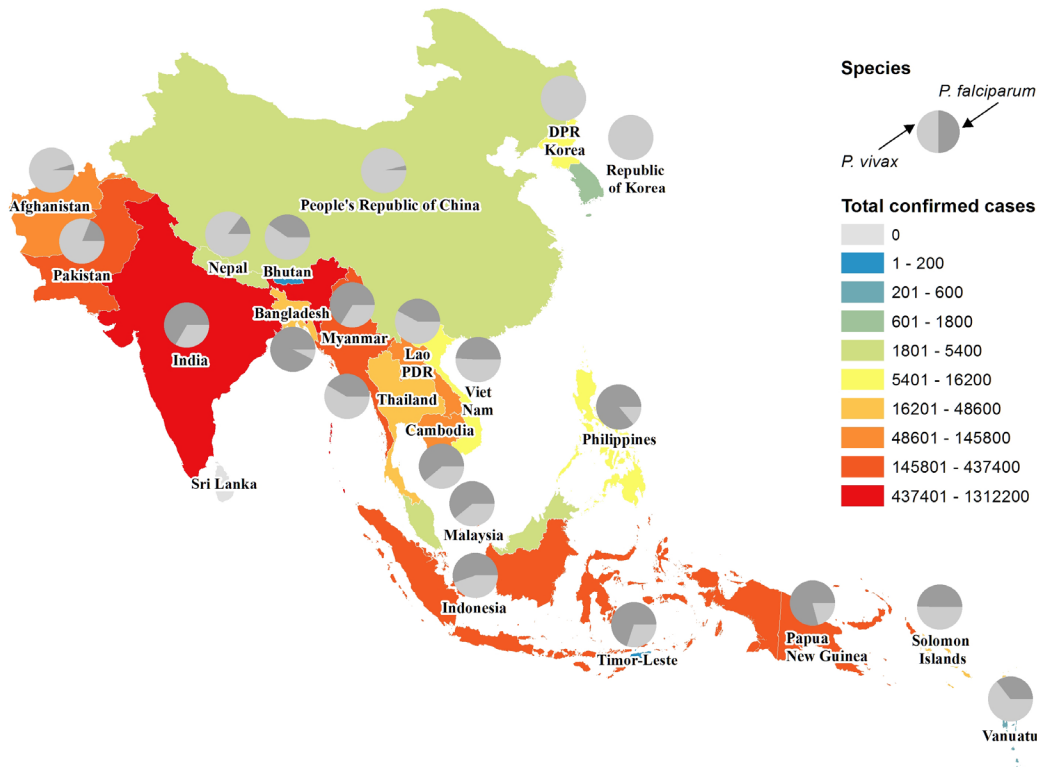 Species
P. falciparum
P. vivax
DPR
Korea
Republic
of Korea
Afghanistan
People's Republic of China
Total confirmed cases
0
1 - 200
201 - 600
601 - 1800
1801 - 5400
5401 - 16200
16201 - 48600
48601 - 145800
145801 - 437400
437401 - 1312200
Pakistan
Nepal
Bhutan
Bangladesh
Myanmar
India
Lao
PDR
Viet
Nam
Thailand
Cambodia
Philippines
Sri Lanka
Malaysia
Indonesia
Timor-Leste
Papua
New Guinea
Solomon
Islands
Vanuatu